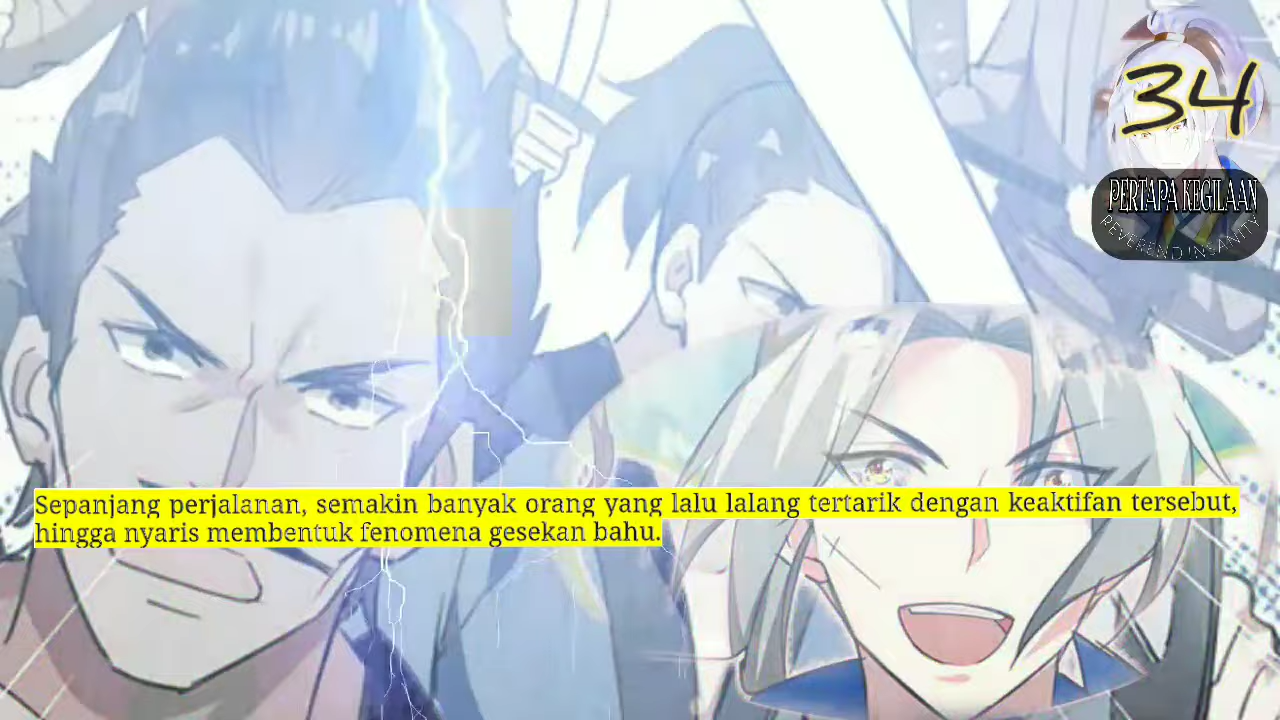 34
PERTAPA KEGILAAN
REVEREND INSANITY
Sepanjang perjalanan, semakin banyak orang yang lalu lalang tertarik dengan keaktifan tersebut,
hingga nyaris membentuk fenomena gesekan bahu.